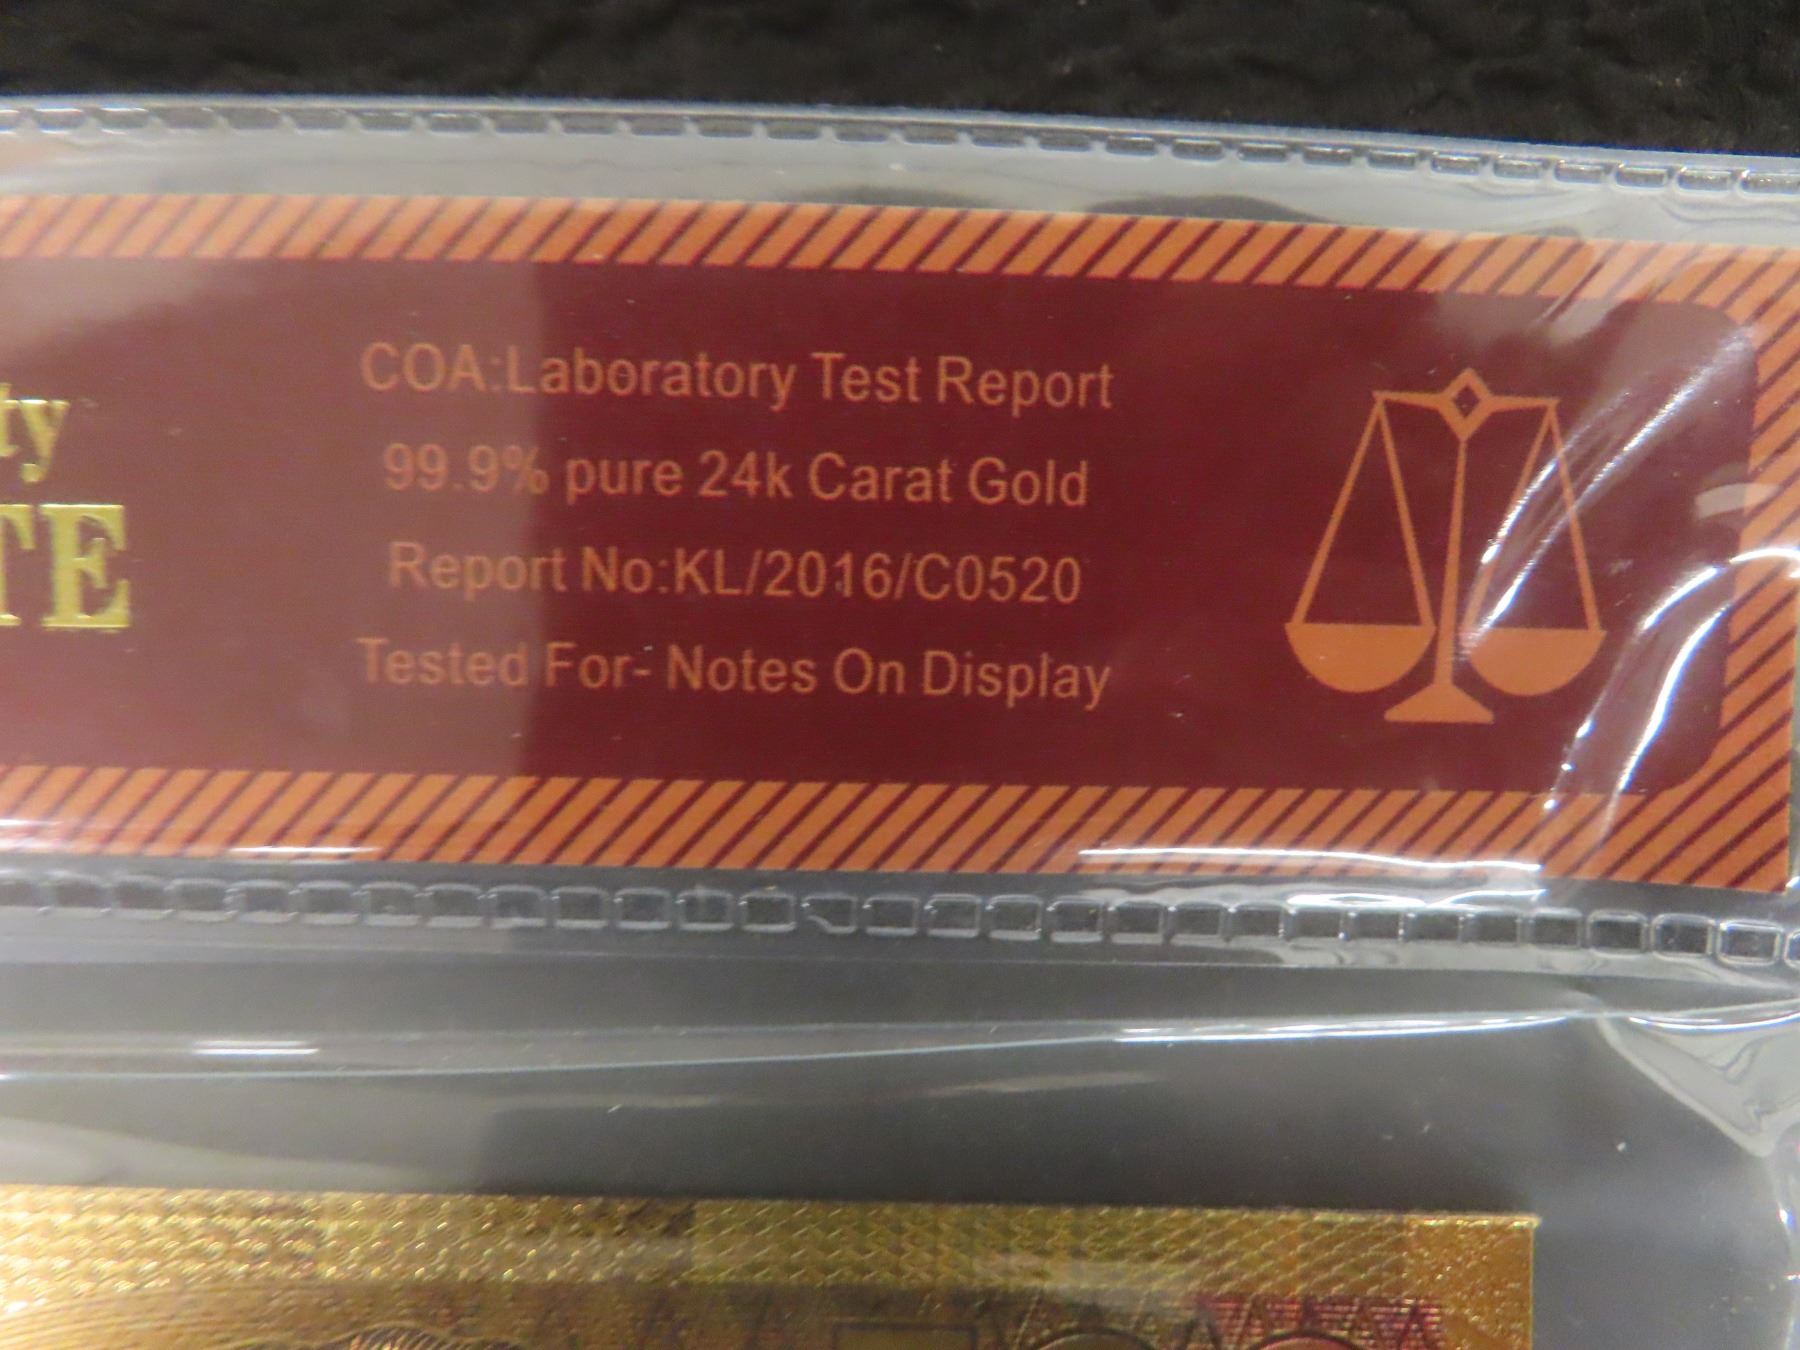 ty
TE
COA:Laboratory Test Report
99.9% pure 24k Carat Gold
Report No:KL/2016/C0520
Tested For- Notes On Display